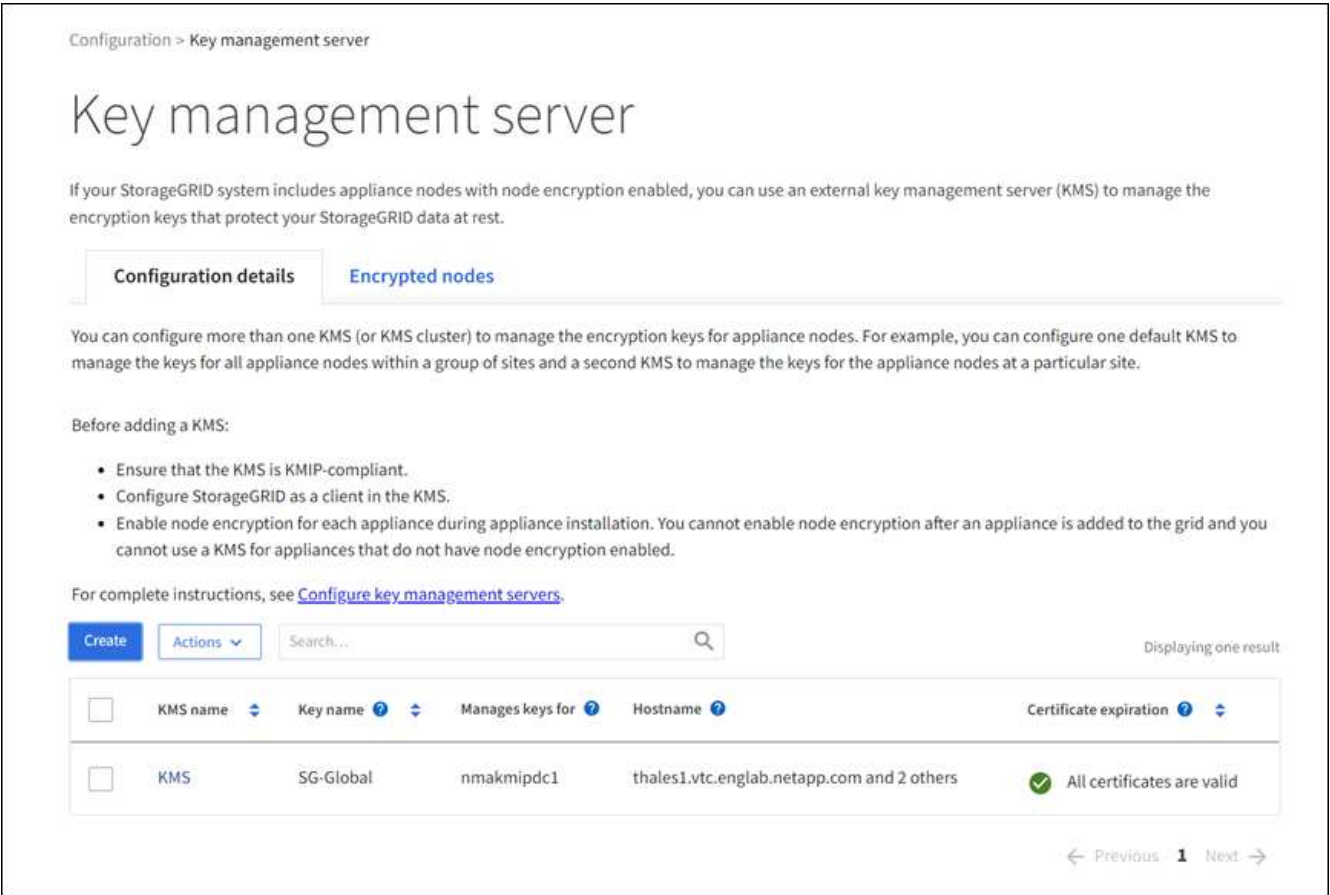 Configuration > Key management server
Key management server
If your StorageGRID system includes appliance nodes with node encryption enabled, you can use an external key management server (KMS) to manage the
encryption keys that protect your StorageGRID data at rest.
Configuration details
Encrypted nodes
You can configure more than one KMS (or KMS cluster) to manage the encryption keys for appliance nodes. For example, you can configure one default KMS to
manage the keys for all appliance nodes within a group of sites and a second KMS to manage the keys for the appliance nodes at a particular site.
Before adding a KMS:
• Ensure that the KMS is KMIP-compliant.
• Configure StorageGRID as a client in the KMS.
• Enable node encryption for each appliance during appliance installation. You cannot enable node encryption after an appliance is added to the grid and you
cannot use a KMS for appliances that do not have node encryption enabled.
For complete instructions, see Configure key management servers.
Create Actions Search... Displaying one result
KMS name Key name ? Manages keys for ? Hostname ? Certificate expiration ?
KMS SG-Global nmakmipdc1 thales1.vtc.englab.netapp.com and 2 others All certificates are valid
← Previous 1 Next →